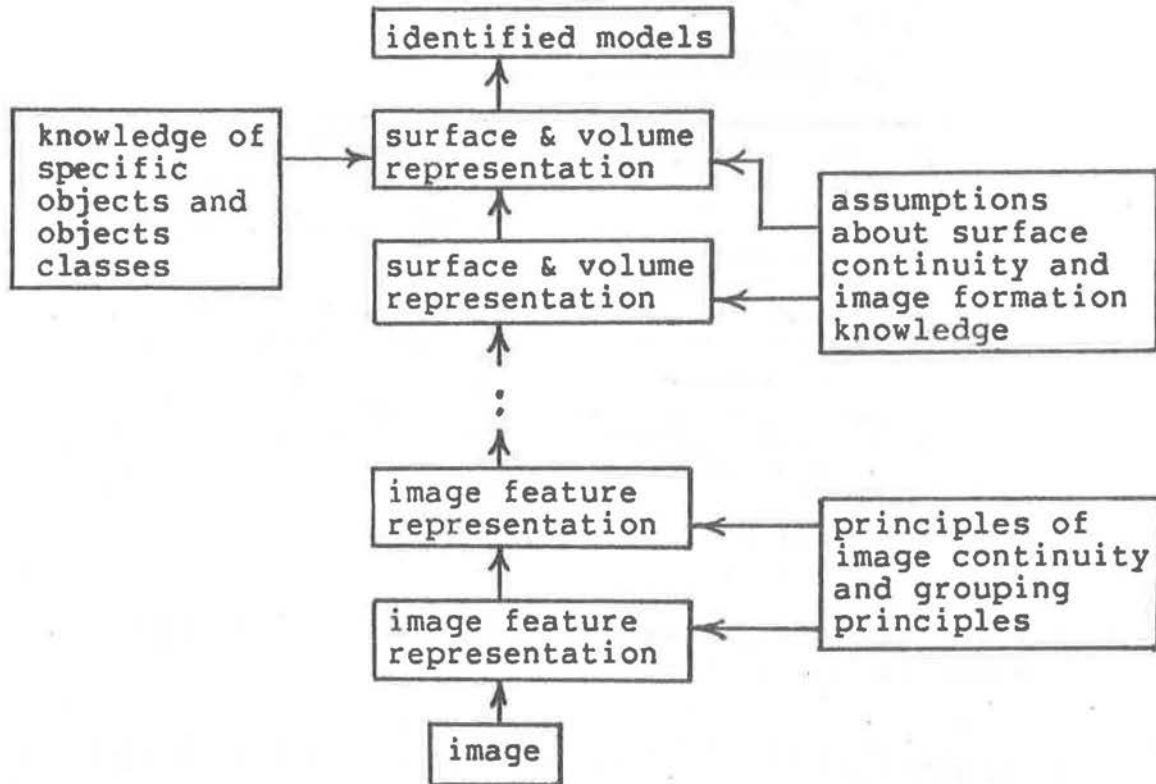 identified models
knowledge of
specific
objects and
objects
classes
surface & volume
representation
assumptions
about surface
continuity and
image formation
knowledge
surface & volume
representation
image feature
representation
principles of
image continuity
and grouping
principles
image feature
representation
image